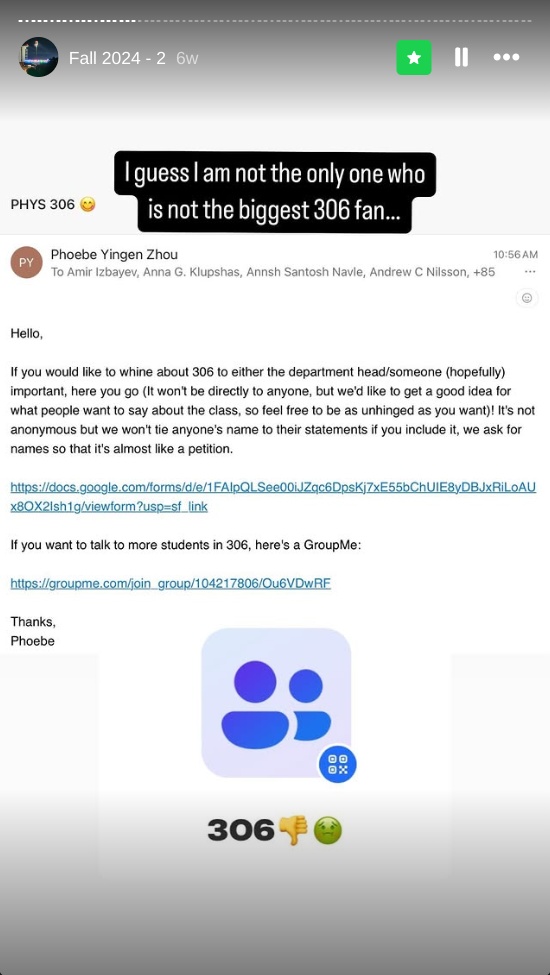 Fall 2024 - 2 6w
I guess I am not the only one who
is not the biggest 306 fan...
PHYS 306 😋
PY
Phoebe Yingen Zhou
10:56 AM
To Amir Izbayev, Anna G. Klupshas, Annsh Santosh Navle, Andrew C Nilsson, +85
Hello,
If you would like to whine about 306 to either the department head/someone (hopefully)
important, here you go (It won't be directly to anyone, but we'd like to get a good idea for
what people want to say about the class, so feel free to be as unhinged as you want)! It's not
anonymous but we won't tie anyone's name to their statements if you include it, we ask for
names so that it's almost like a petition.
https://docs.google.com/forms/d/e/1FAIpQLSee00iJZqc6DpsKj7xE55bChUIE8yDBJxRiLoAU
x8OX2Ish1g/viewform?usp=sf_link
If you want to talk to more students in 306, here's a GroupMe:
https://groupme.com/join_group/104217806/Ou6VDwRF
Thanks,
Phoebe
306👎🤢